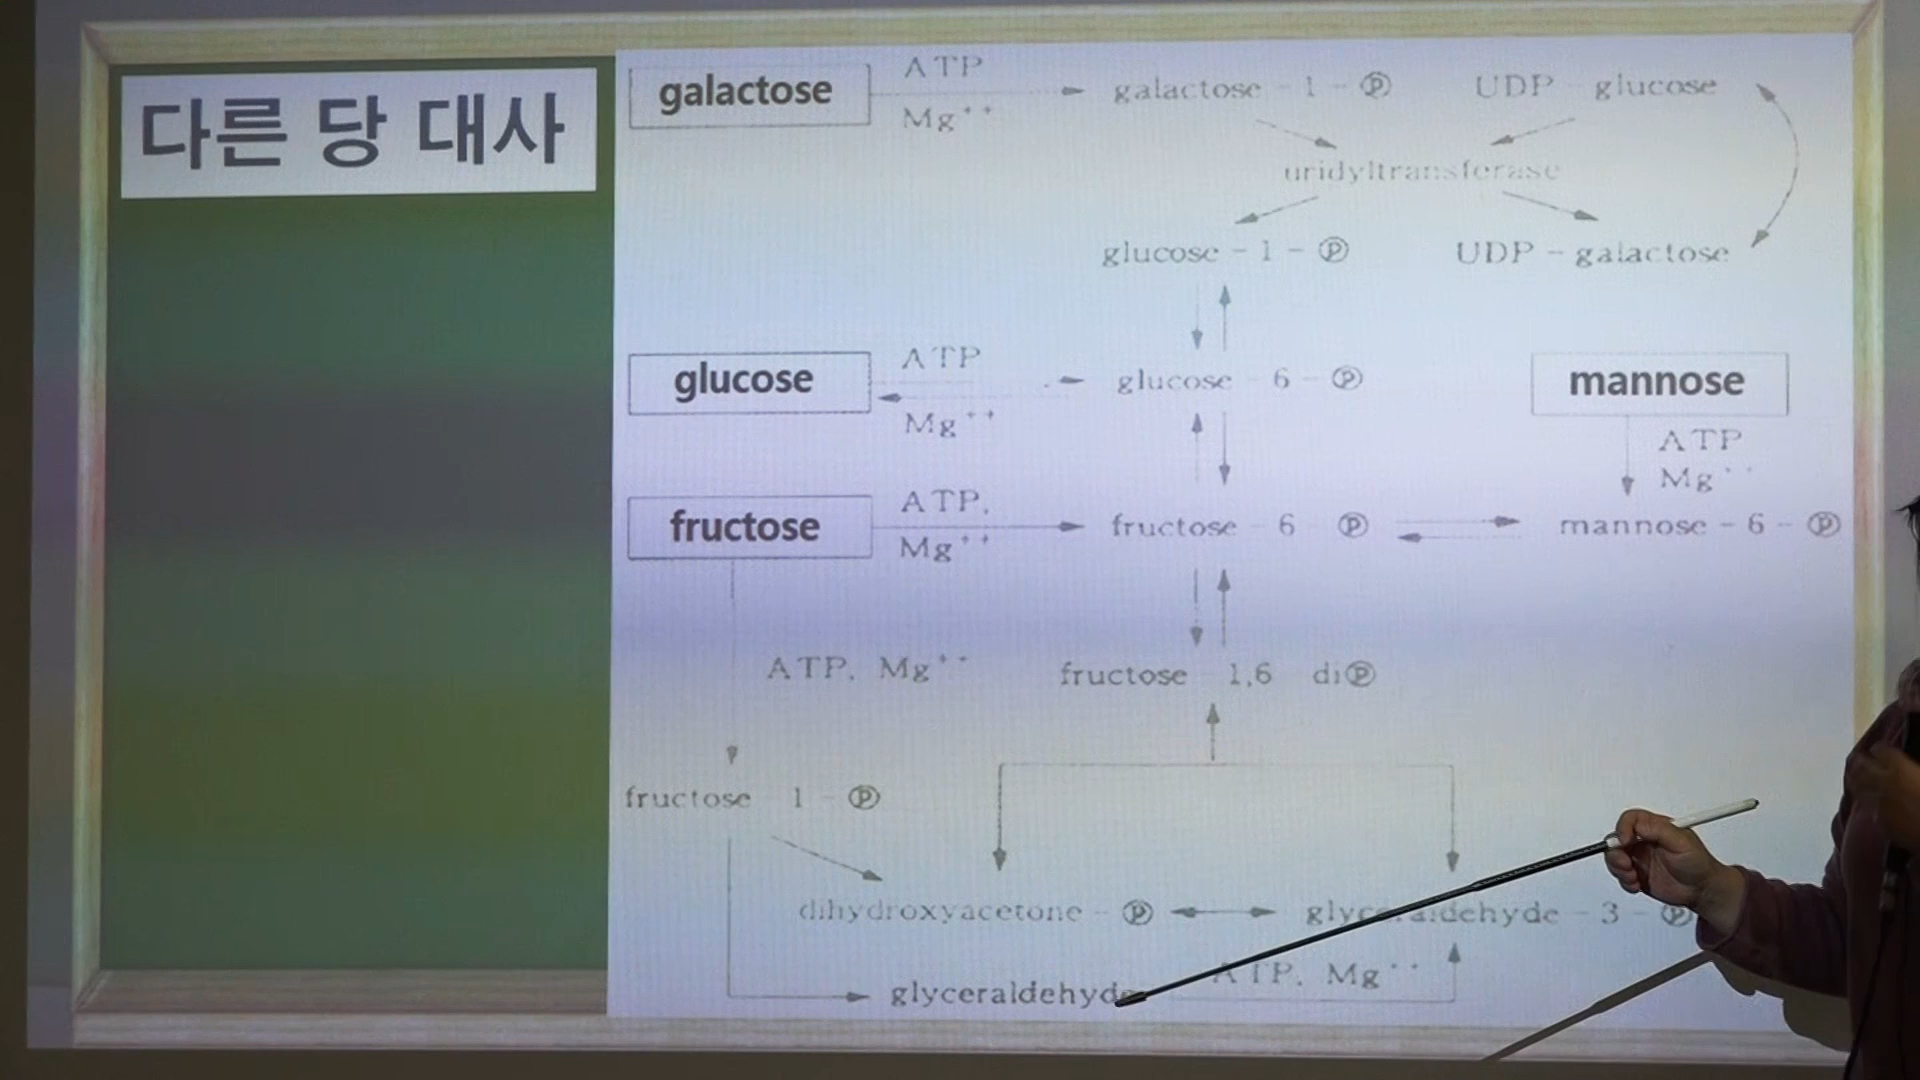 다른 당 대사
galactose
ATP
Mg⁺⁺
galactose - 1 - Ⓟ
UDP glucose
uridyltransferase
glucose - 1 - Ⓟ
UDP - galactose
glucose
ATP
Mg⁺⁺
glucose 6 - Ⓟ
mannose
ATP
Mg⁺⁺
fructose
ATP.
Mg⁺⁺
fructose - 6 Ⓟ
mannose - 6 - Ⓟ
ATP. Mg⁺⁺
fructose 1,6 diⓅ
fructose 1 - Ⓟ
dihydroxyacetone - Ⓟ
glyceraldehyde - 3 - Ⓟ
glyceraldehyde
ATP. Mg⁺⁺